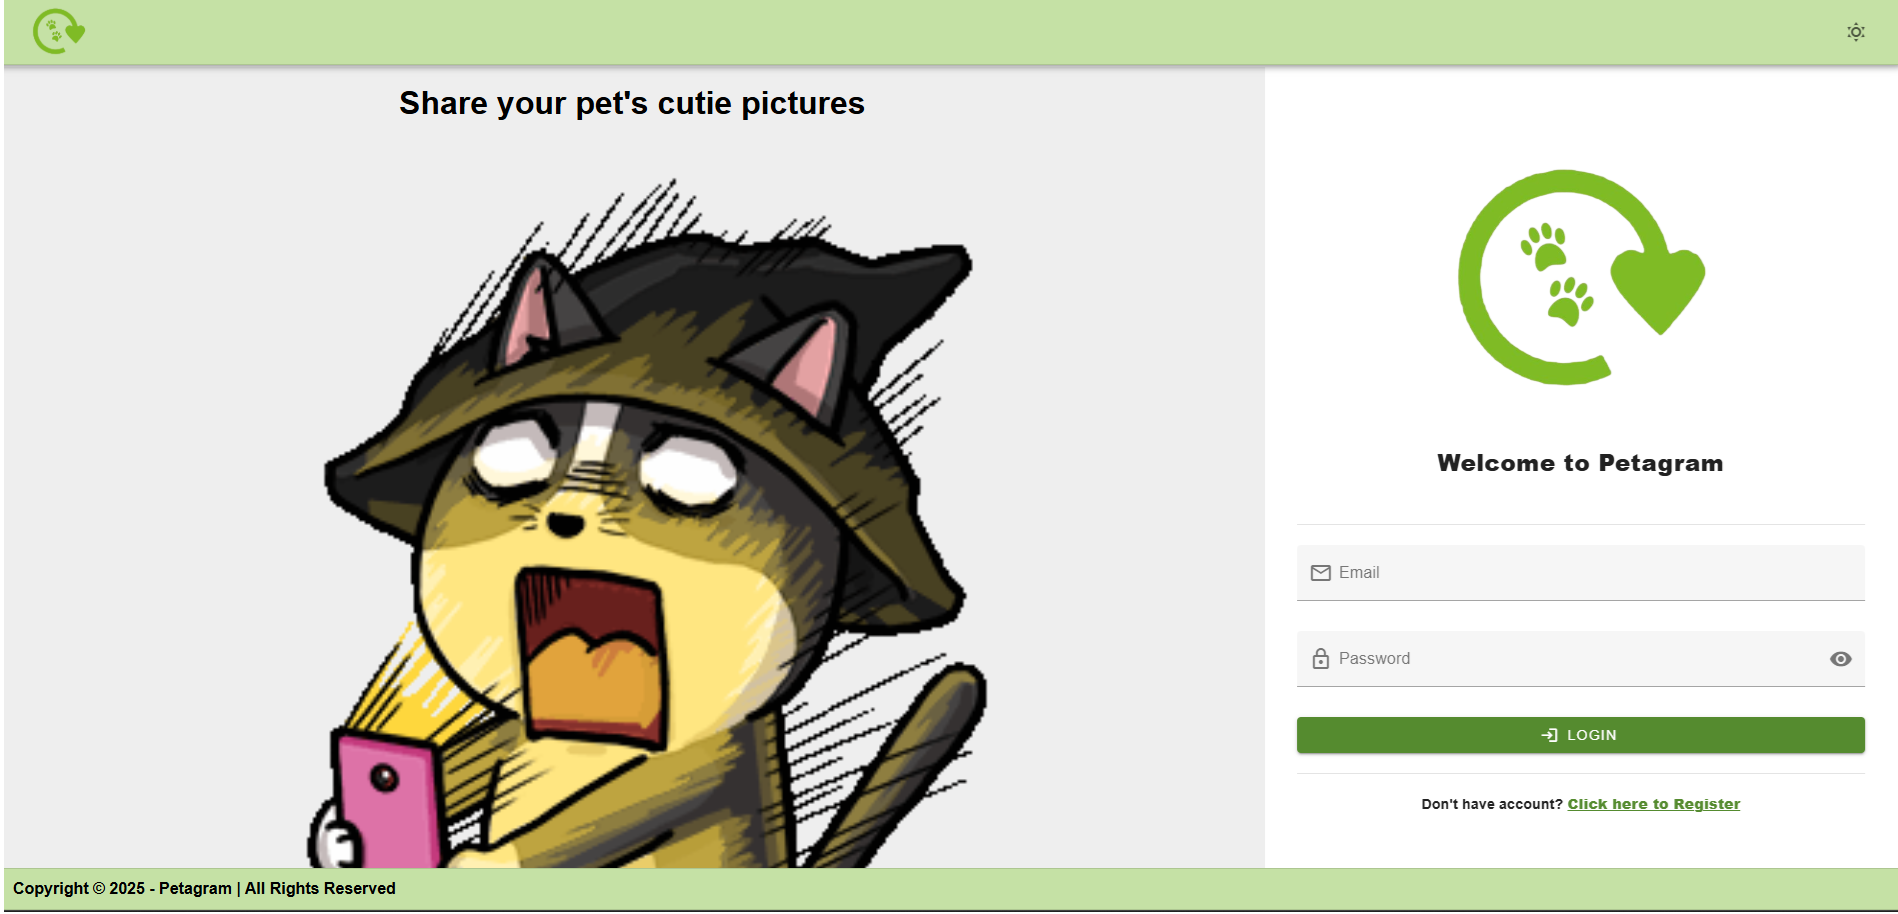 Share your pet's cutie pictures
Welcome to Petagram
Email
Password
LOGIN
Don't have account? Click here to Register
Copyright © 2025 - Petagram | All Rights Reserved